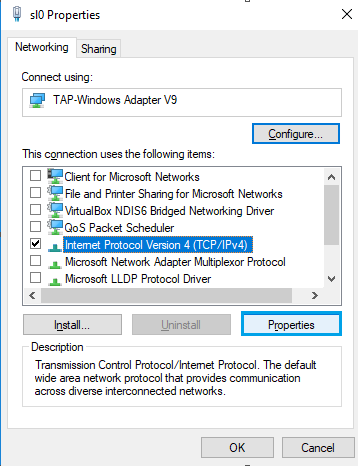 sl0 Properties
Networking
Sharing
Connect using:
TAP-Windows Adapter V9
Configure...
This connection uses the following items:
Client for Microsoft Networks
File and Printer Sharing for Microsoft Networks
VirtualBox NDIS6 Bridged Networking Driver
QoS Packet Scheduler
Internet Protocol Version 4 (TCP/IPv4)
Microsoft Network Adapter Multiplexor Protocol
Microsoft LLDP Protocol Driver
Install...
Uninstall
Properties
Description
Transmission Control Protocol/Internet Protocol. The default
wide area network protocol that provides communication
across diverse interconnected networks.
OK
Cancel